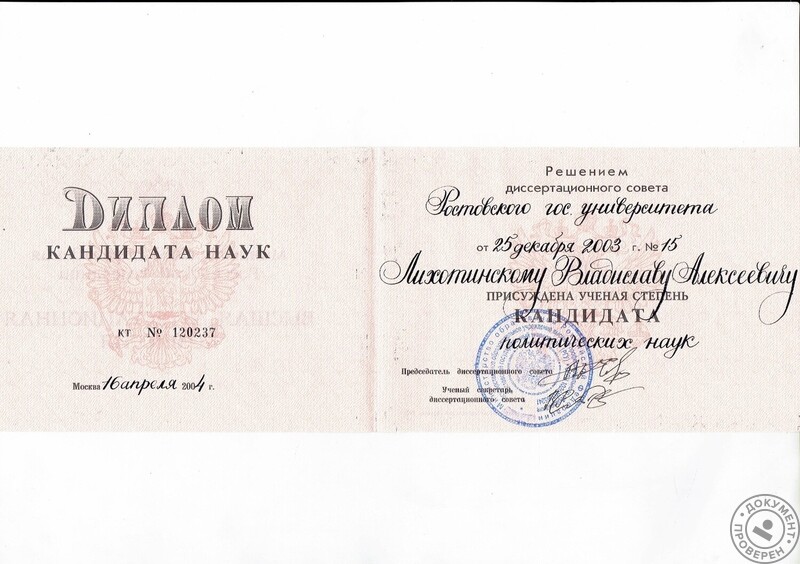 ДИПЛОМ
КАНДИДАТА НАУК
КТ № 120237
Москва 16 апреля 2004 г.
Решением
диссертационного совета
Ростовского гос. университета
от 25 декабря 2003 г. № 15
Лихотинскому Владиславу Алексеевичу
ПРИСУЖДЕНА УЧЕНАЯ СТЕПЕНЬ
КАНДИДАТА
политических наук
Председатель диссертационного совета
Ученый секретарь
диссертационного совета
ДОКУМЕНТ
ПРОВЕРЕН